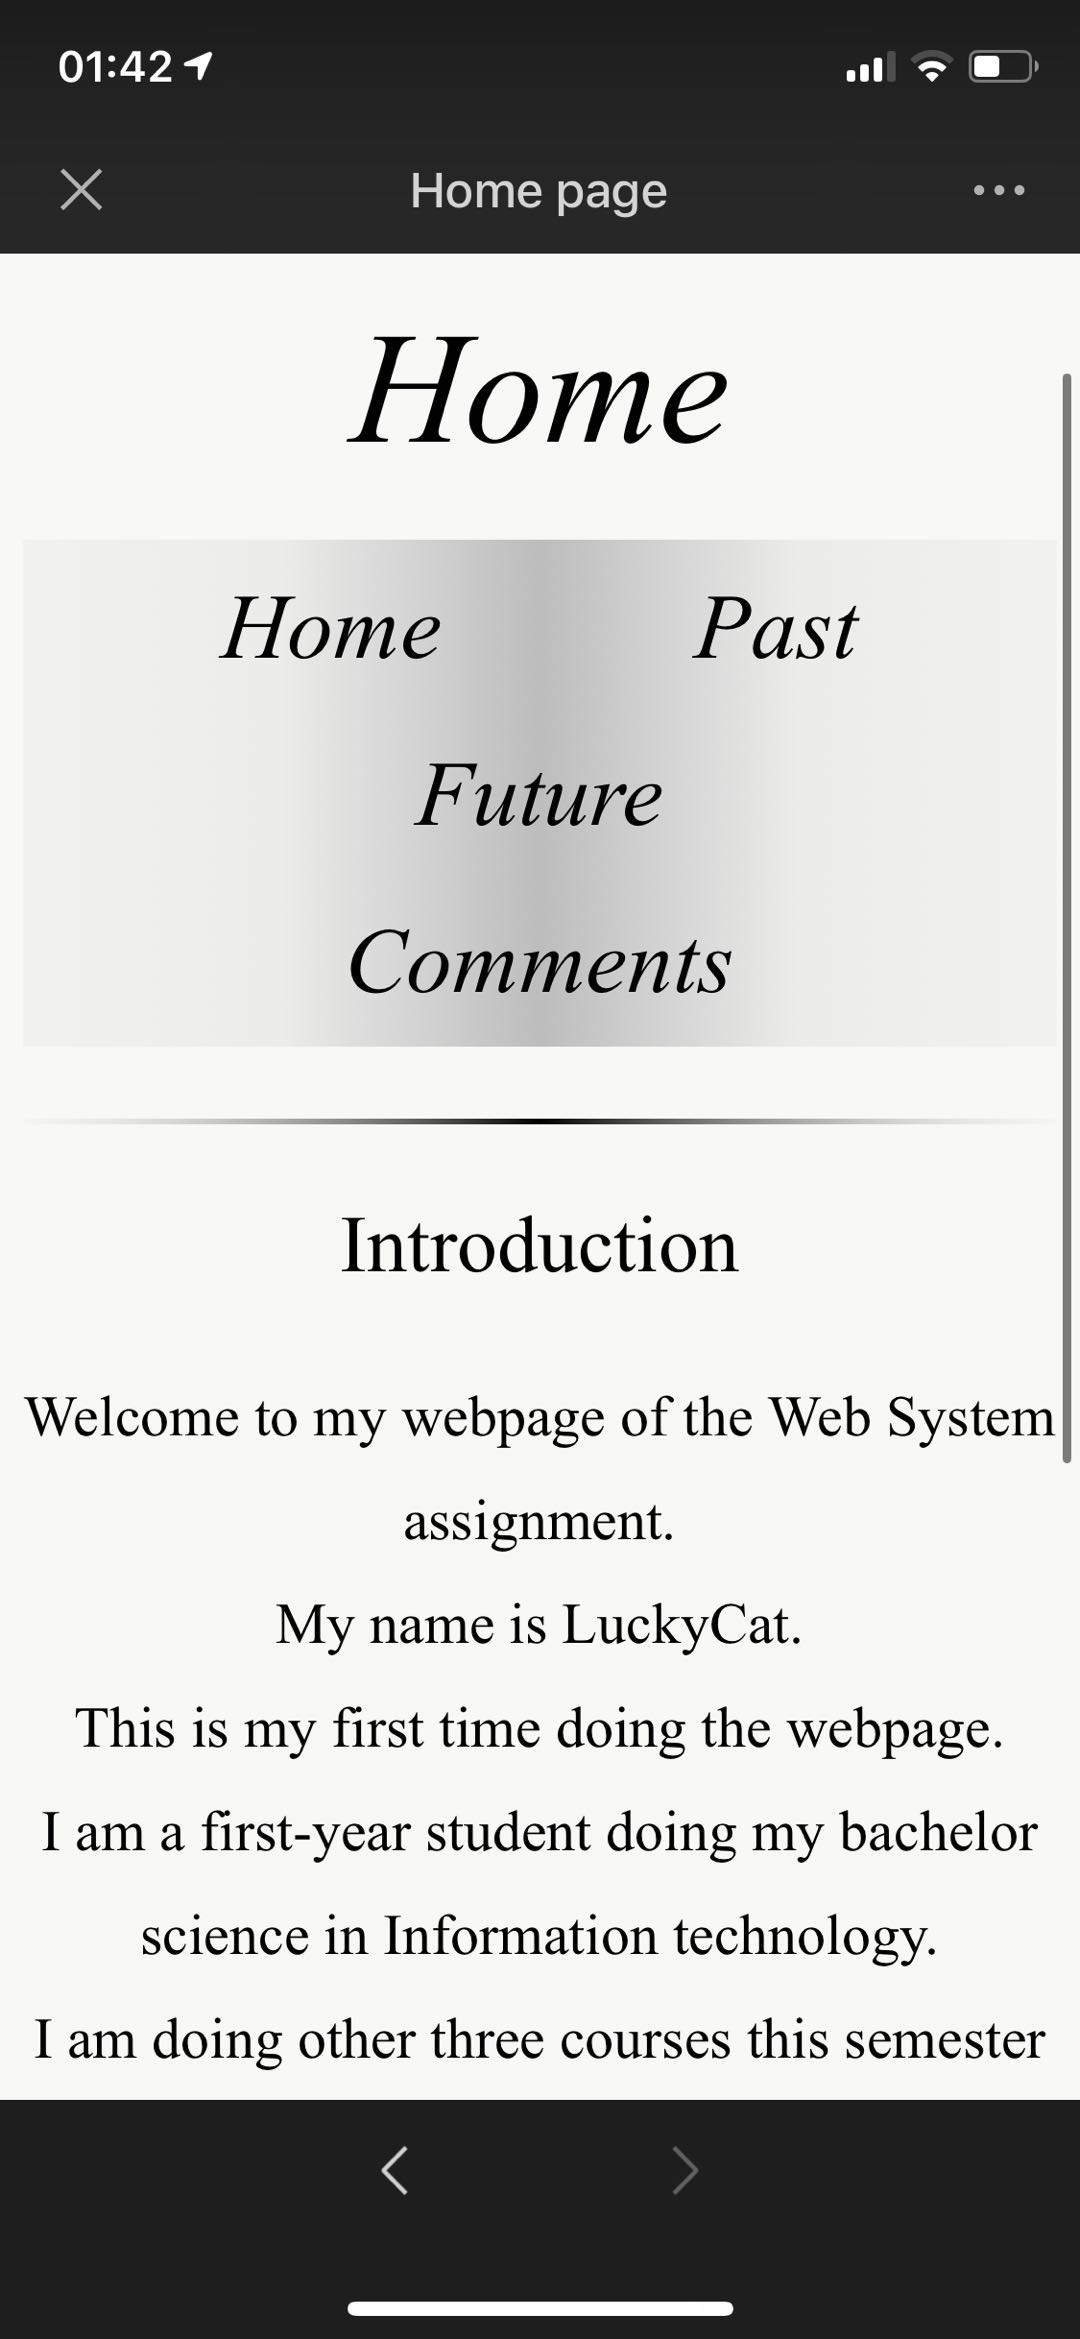 01:42
Home page
Home
Home Past
Future
Comments
Introduction
Welcome to my webpage of the Web System
assignment.
My name is LuckyCat.
This is my first time doing the webpage.
I am a first-year student doing my bachelor
science in Information technology.
I am doing other three courses this semester